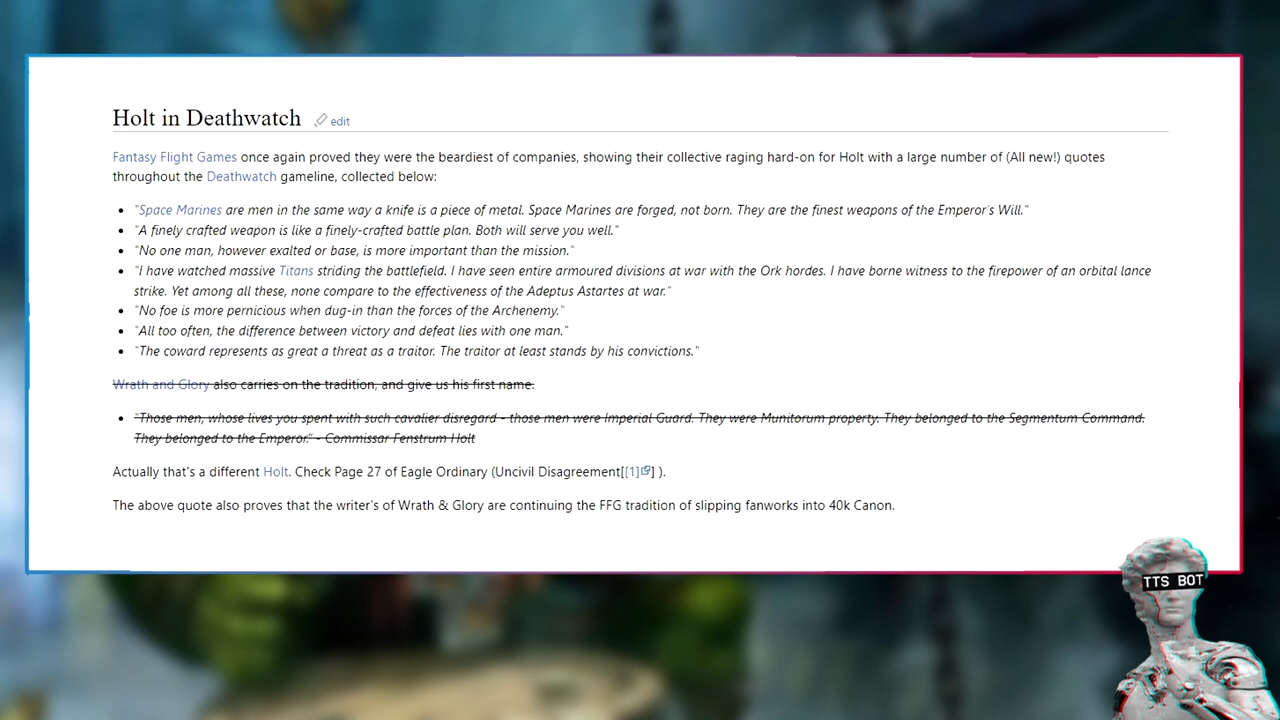 Holt in Deathwatch edit
Fantasy Flight Games once again proved they were the beardiest of companies, showing their collective raging hard-on for Holt with a large number of (All new!) quotes
throughout the Deathwatch gameline, collected below:
• "Space Marines are men in the same way a knife is a piece of metal. Space Marines are forged, not born. They are the finest weapons of the Emperor's Will."
• "A finely crafted weapon is like a finely-crafted battle plan. Both will serve you well."
• "No one man, however exalted or base, is more important than the mission."
• "I have watched massive Titans striding the battlefield. I have seen entire armoured divisions at war with the Ork hordes. I have borne witness to the firepower of an orbital lance
strike. Yet among all these, none compare to the effectiveness of the Adeptus Astartes at war."
• "No foe is more pernicious when dug-in than the forces of the Archenemy."
• "All too often, the difference between victory and defeat lies with one man."
• "The coward represents as great a threat as a traitor. The traitor at least stands by his convictions."
Wrath and Glory also carries on the tradition, and give us his first name.
• "Those men, whose lives you spent with such cavalier disregard - those men were Imperial Guard. They were Munitorum property. They belonged to the Segmentum Command.
They belonged to the Emperor." - Commissar Fenstrum Holt
Actually that's a different Holt. Check Page 27 of Eagle Ordinary (Uncivil Disagreement[[1]] ).
The above quote also proves that the writer's of Wrath & Glory are continuing the FFG tradition of slipping fanworks into 40k Canon.
TTS BOT